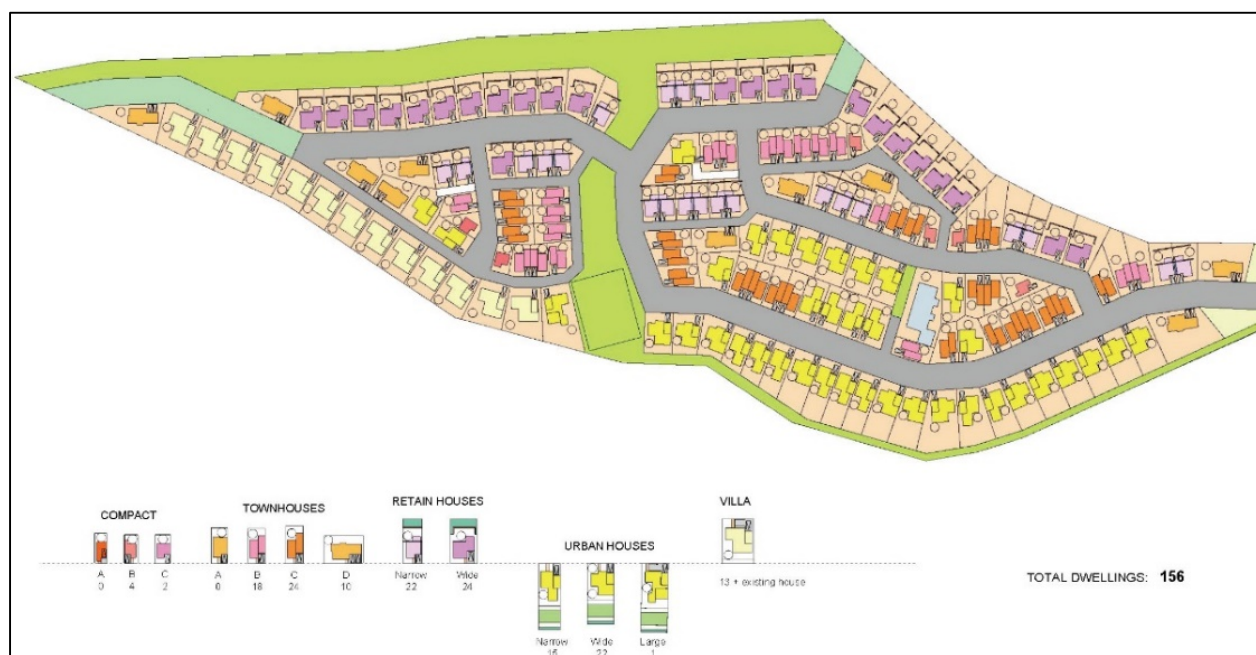 COMPACT
A B C
0 4 2
TOWNHOUSES
A B C D
0 18 24 10
RETAIN HOUSES
Narrow Wide
22 24
URBAN HOUSES
Narrow Wide Large
22 1
VILLA
13 + existing house
TOTAL DWELLINGS: 156